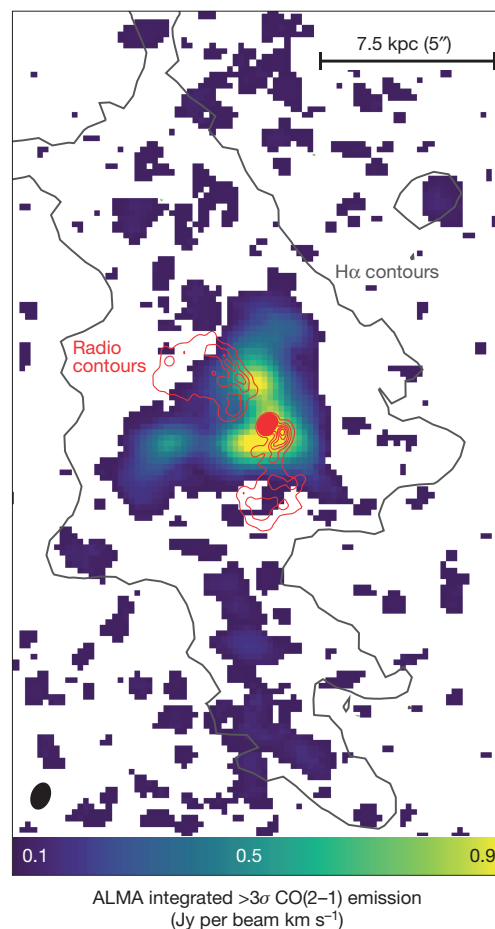 7.5 kpc (5″)
Hα contours
Radio
contours
0.1 0.5 0.9
ALMA integrated >3σ CO(2–1) emission
(Jy per beam km s⁻¹)